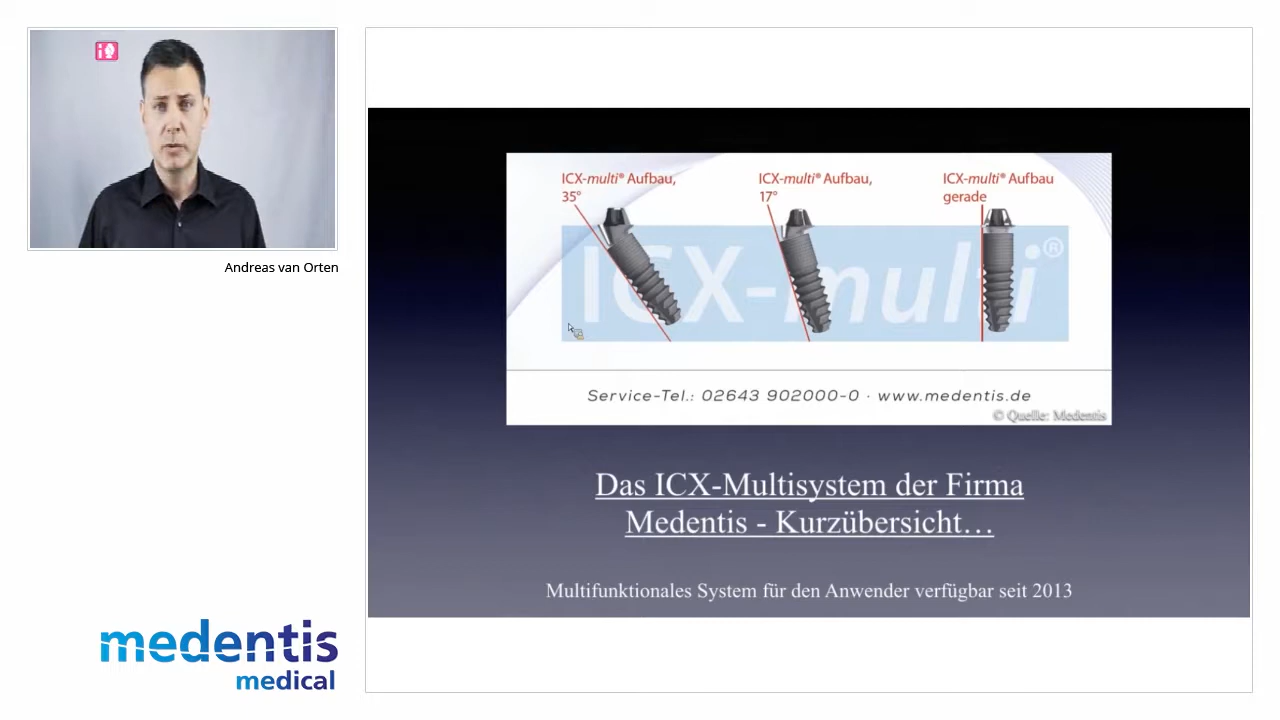 Andreas van Orten
medentis
medical
ICX-multi® Aufbau,
35°
ICX-multi® Aufbau,
17°
ICX-multi® Aufbau
gerade
ICX-multi®
Service-Tel.: 02643 902000-0 · www.medentis.de
© Quelle: Medentis
Das ICX-Multisystem der Firma
Medentis - Kurzübersicht…
Multifunktionales System für den Anwender verfügbar seit 2013